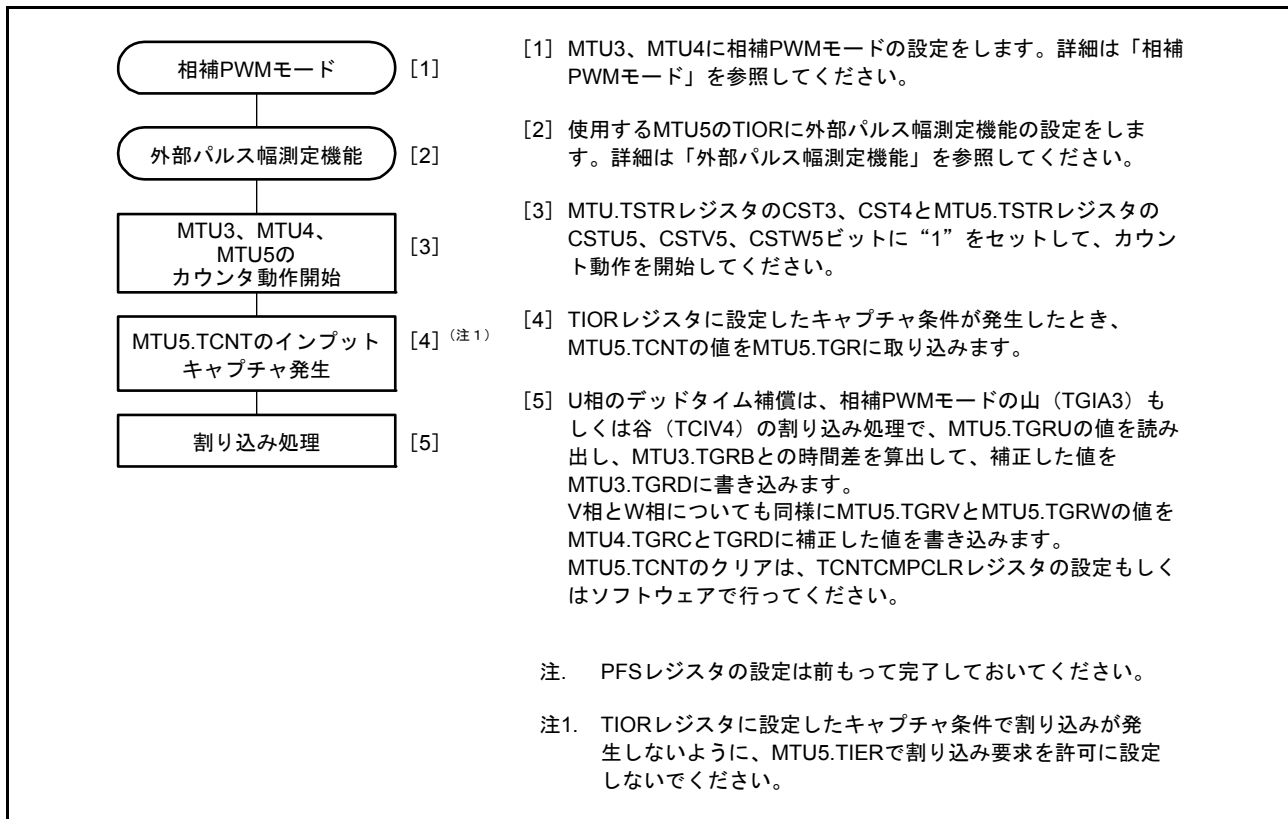 相補PWMモード [1]
外部パルス幅測定機能 [2]
MTU3、MTU4、
MTU5の
カウンタ動作開始
[3]
MTU5.TCNTのインプット
キャプチャ発生
[4](注1)
割り込み処理 [5]
[1] MTU3、MTU4に相補PWMモードの設定をします。詳細は「相補
PWMモード」を参照してください。
[2] 使用するMTU5のTIORに外部パルス幅測定機能の設定をしま
す。詳細は「外部パルス幅測定機能」を参照してください。
[3] MTU.TSTRレジスタのCST3、CST4とMTU5.TSTRレジスタの
CSTU5、CSTV5、CSTW5ビットに“1”をセットして、カウン
ト動作を開始してください。
[4] TIORレジスタに設定したキャプチャ条件が発生したとき、
MTU5.TCNTの値をMTU5.TGRに取り込みます。
[5] U相のデッドタイム補償は、相補PWMモードの山（TGIA3）も
しくは谷（TCIV4）の割り込み処理で、MTU5.TGRUの値を読み
出し、MTU3.TGRBとの時間差を算出して、補正した値を
MTU3.TGRDに書き込みます。
V相とW相についても同様にMTU5.TGRVとMTU5.TGRWの値を
MTU4.TGRCとTGRDに補正した値を書き込みます。
MTU5.TCNTのクリアは、TCNTCMPCLRレジスタの設定もしく
はソフトウェアで行ってください。
注. PFSレジスタの設定は前もって完了しておいてください。
注1. TIORレジスタに設定したキャプチャ条件で割り込みが発
生しないように、MTU5.TIERで割り込み要求を許可に設定
しないでください。